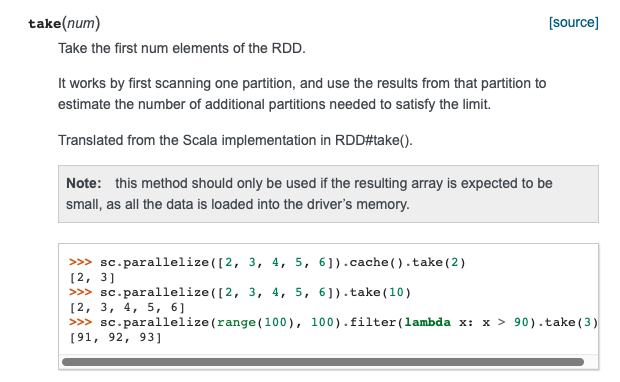 take(num) [source]
Take the first num elements of the RDD.
It works by first scanning one partition, and use the results from that partition to
estimate the number of additional partitions needed to satisfy the limit.
Translated from the Scala implementation in RDD#take().
Note: this method should only be used if the resulting array is expected to be
small, as all the data is loaded into the driver’s memory.
>>> sc.parallelize([2, 3, 4, 5, 6]).cache().take(2)
[2, 3]
>>> sc.parallelize([2, 3, 4, 5, 6]).take(10)
[2, 3, 4, 5, 6]
>>> sc.parallelize(range(100), 100).filter(lambda x: x > 90).take(3)
[91, 92, 93]